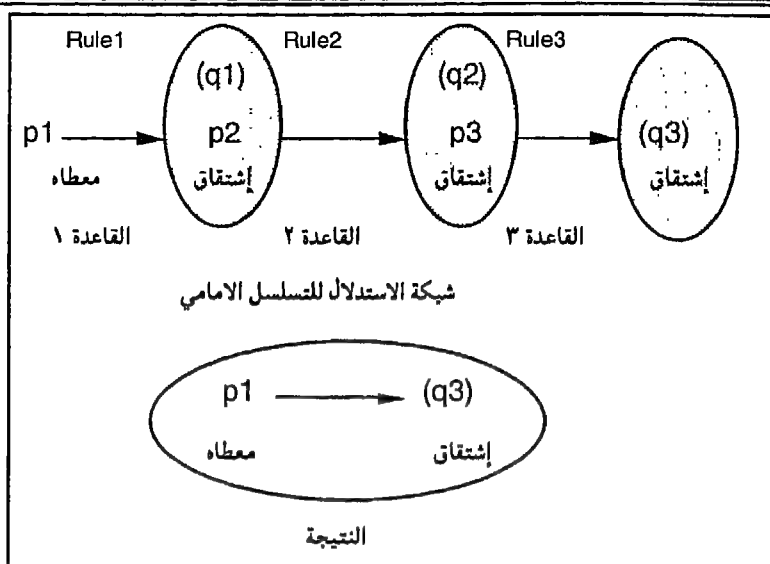 Rule1 Rule2 Rule3
(q1) (q2)
p1 p2 p3 (q3)
معطاه إشتقاق إشتقاق إشتقاق
القاعدة ١ القاعدة ٢ القاعدة ٣
شبكة الاستدلال للتسلسل الامامي
p1 (q3)
معطاه إشتقاق
النتيجة